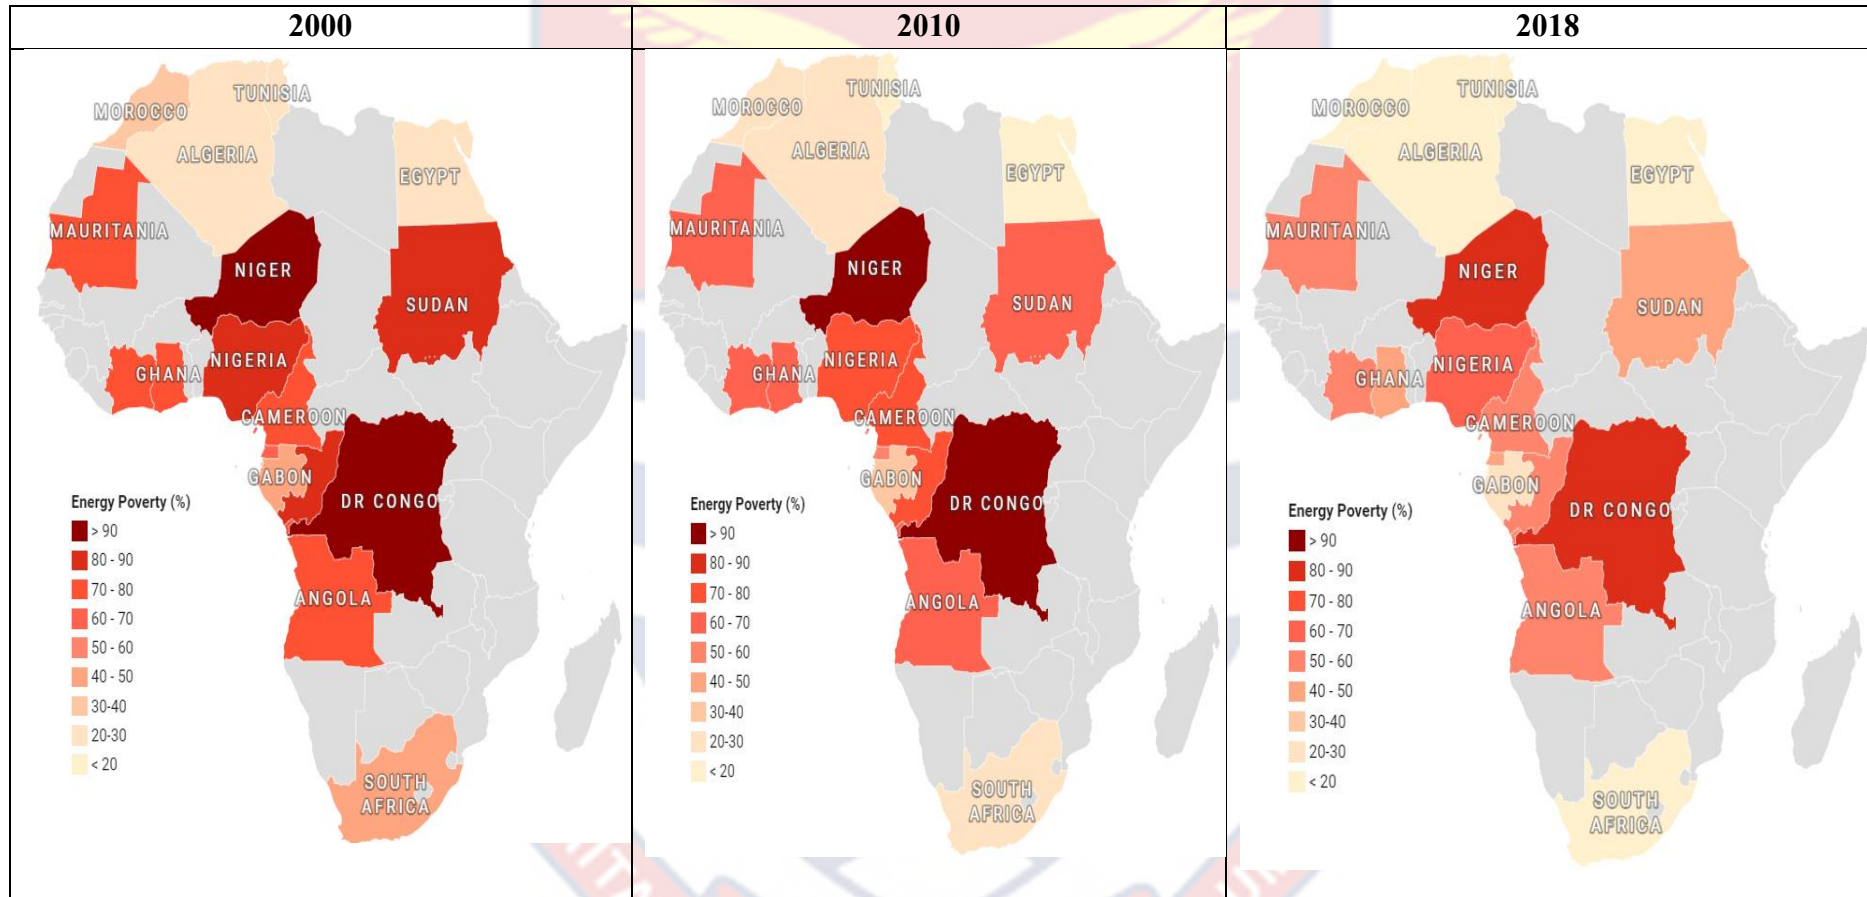 2000
2010
2018
MOROCCO
TUNISIA
ALGERIA
EGYPT
MAURITANIA
NIGER
SUDAN
NIGERIA
GHANA
CAMEROON
GABON
DR CONGO
ANGOLA
SOUTH
AFRICA
Energy Poverty (%)
> 90
80 - 90
70 - 80
60 - 70
50 - 60
40 - 50
30-40
20-30
< 20
MOROCCO
TUNISIA
ALGERIA
EGYPT
MAURITANIA
NIGER
SUDAN
NIGERIA
GHANA
CAMEROON
GABON
DR CONGO
ANGOLA
SOUTH
AFRICA
Energy Poverty (%)
> 90
80 - 90
70 - 80
60 - 70
50 - 60
40 - 50
30-40
20-30
< 20
MOROCCO
TUNISIA
ALGERIA
EGYPT
MAURITANIA
NIGER
SUDAN
NIGERIA
GHANA
CAMEROON
GABON
DR CONGO
ANGOLA
SOUTH
AFRICA
Energy Poverty (%)
> 90
80 - 90
70 - 80
60 - 70
50 - 60
40 - 50
30-40
20-30
< 20